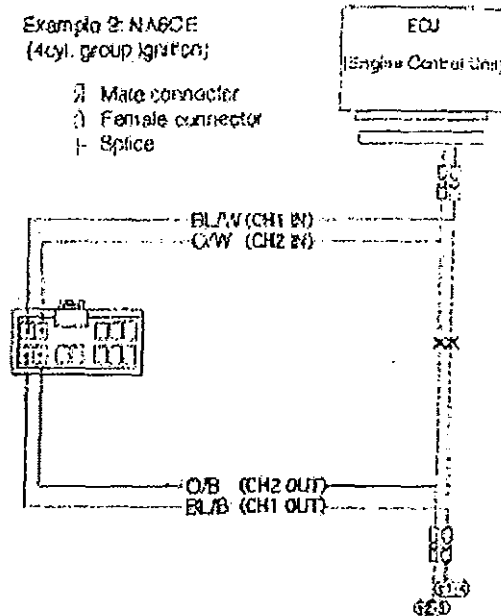 Example 2: NA6CE
(4cyl. group ignition)
Male connector
Female connector
Splice
ECU
(Engine Control Unit)
BL/W (CH1 IN)
O/W (CH2 IN)
O/B (CH2 OUT)
BL/B (CH1 OUT)